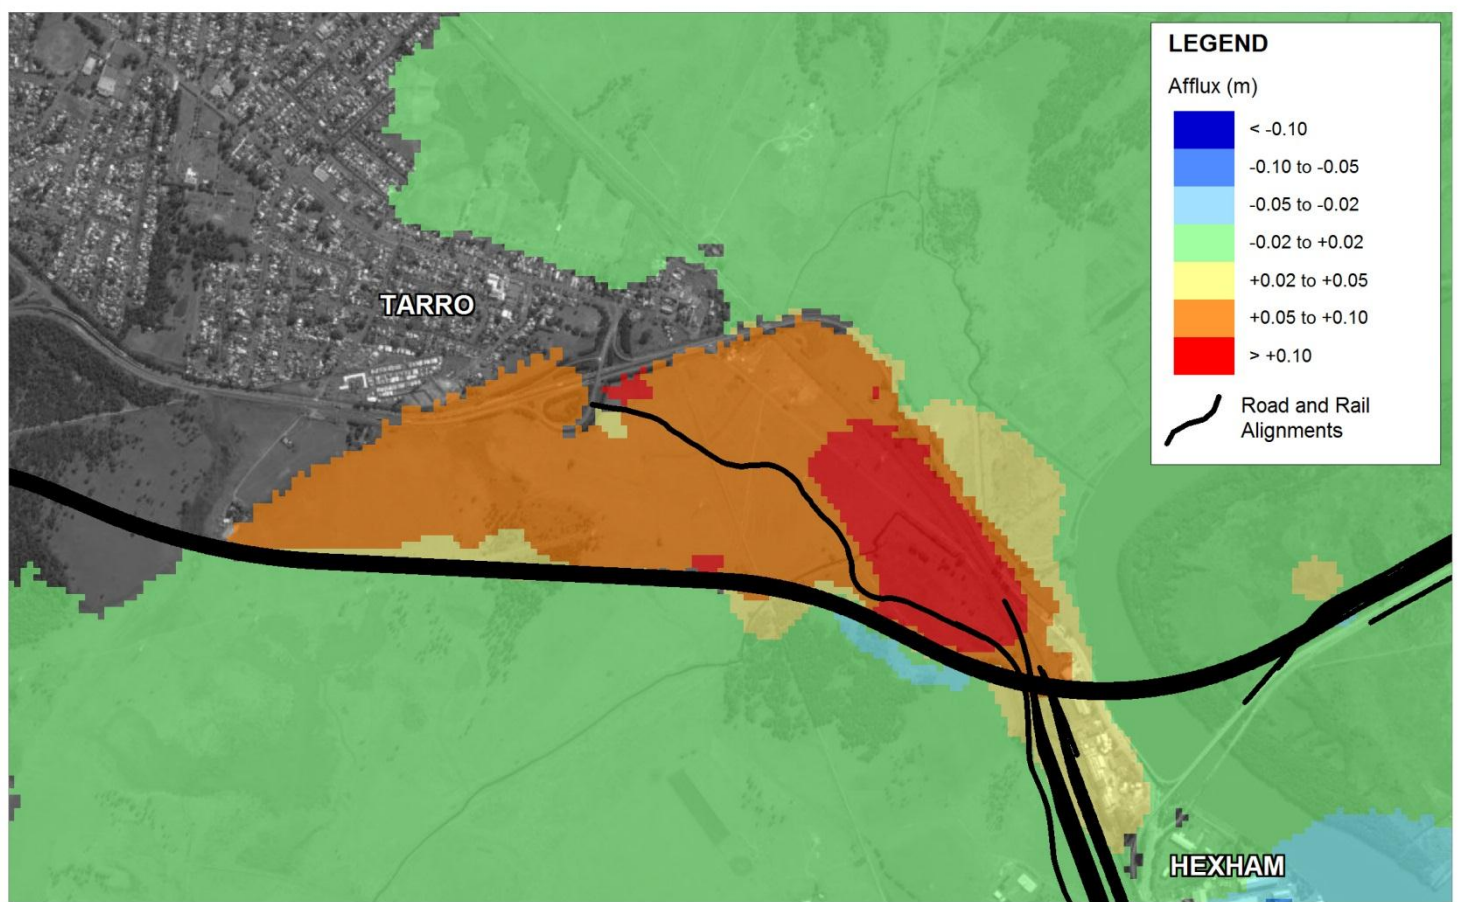 LEGEND
Afflux (m)
< -0.10
-0.10 to -0.05
-0.05 to -0.02
-0.02 to +0.02
+0.02 to +0.05
+0.05 to +0.10
> +0.10
Road and Rail
Alignments
TARRO
HEXHAM